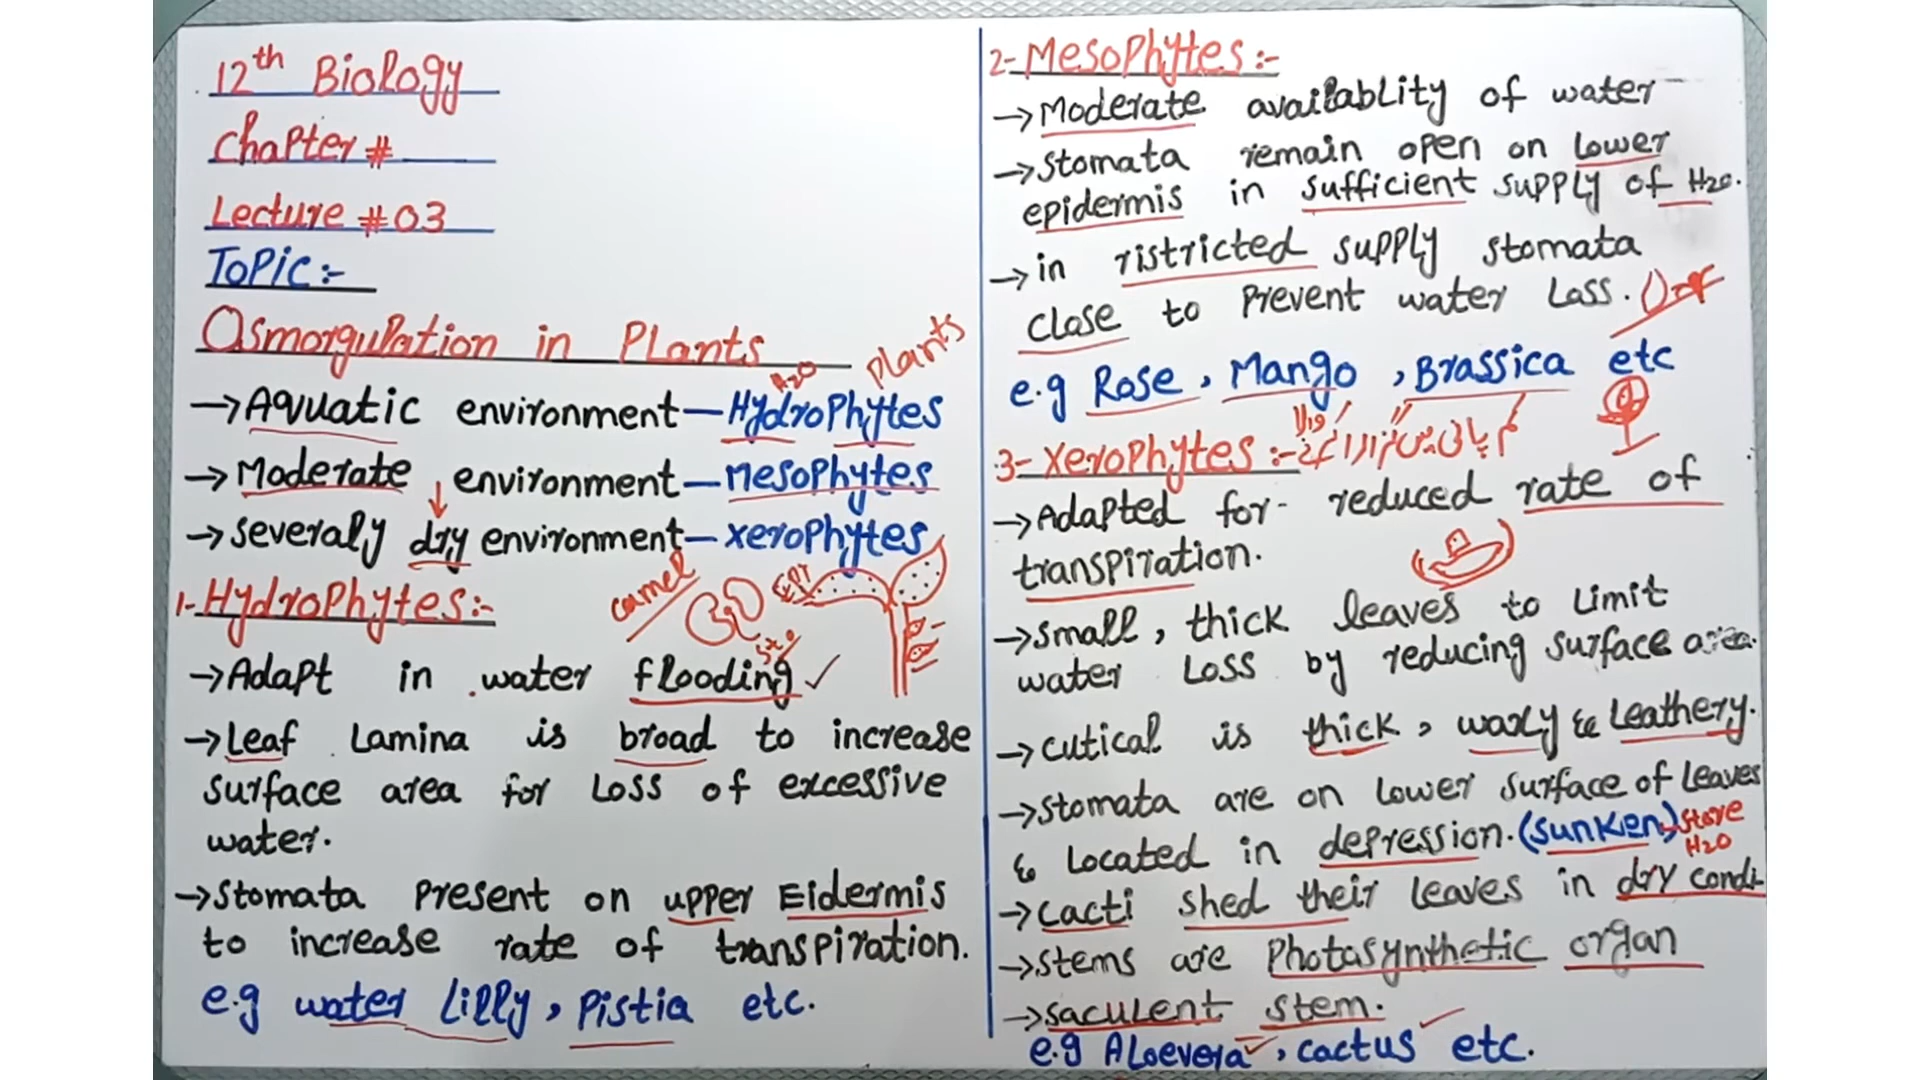 12th Biology
Chapter #
Lecture #03
Topic:-
Osmorgulation in Plants
plants
H2O
→Aquatic environment—Hydrophytes
→Moderate environment—Mesophytes
→severaly dry environment—xerophytes
camel
1-Hydrophytes:-
→Adapt in water flooding ✓
→Leaf Lamina is broad to increase
surface area for Loss of excessive
water.
→Stomata present on upper Eidermis
to increase rate of transpiration.
e.g water Lilly, Pistia etc.
2-Mesophytes:-
→Moderate availablity of water
→stomata remain open on lower
epidermis in sufficient supply of H2O.
→in ristricted supply stomata
close to prevent water Loss.
e.g Rose, Mango, Brassica etc
3-Xerophytes:-
→Adapted for reduced rate of
transpiration.
→small, thick leaves to Limit
water Loss by reducing surface area.
→cutical is thick, waxly & Leathery.
→stomata are on lower surface of leaves
& Located in depression. (sunken)
store
H2O
→cacti shed their leaves in dry condi
→stems are photasynthetic organ
→saculent stem.
e.g ALoevera ✓, cactus ✓ etc.